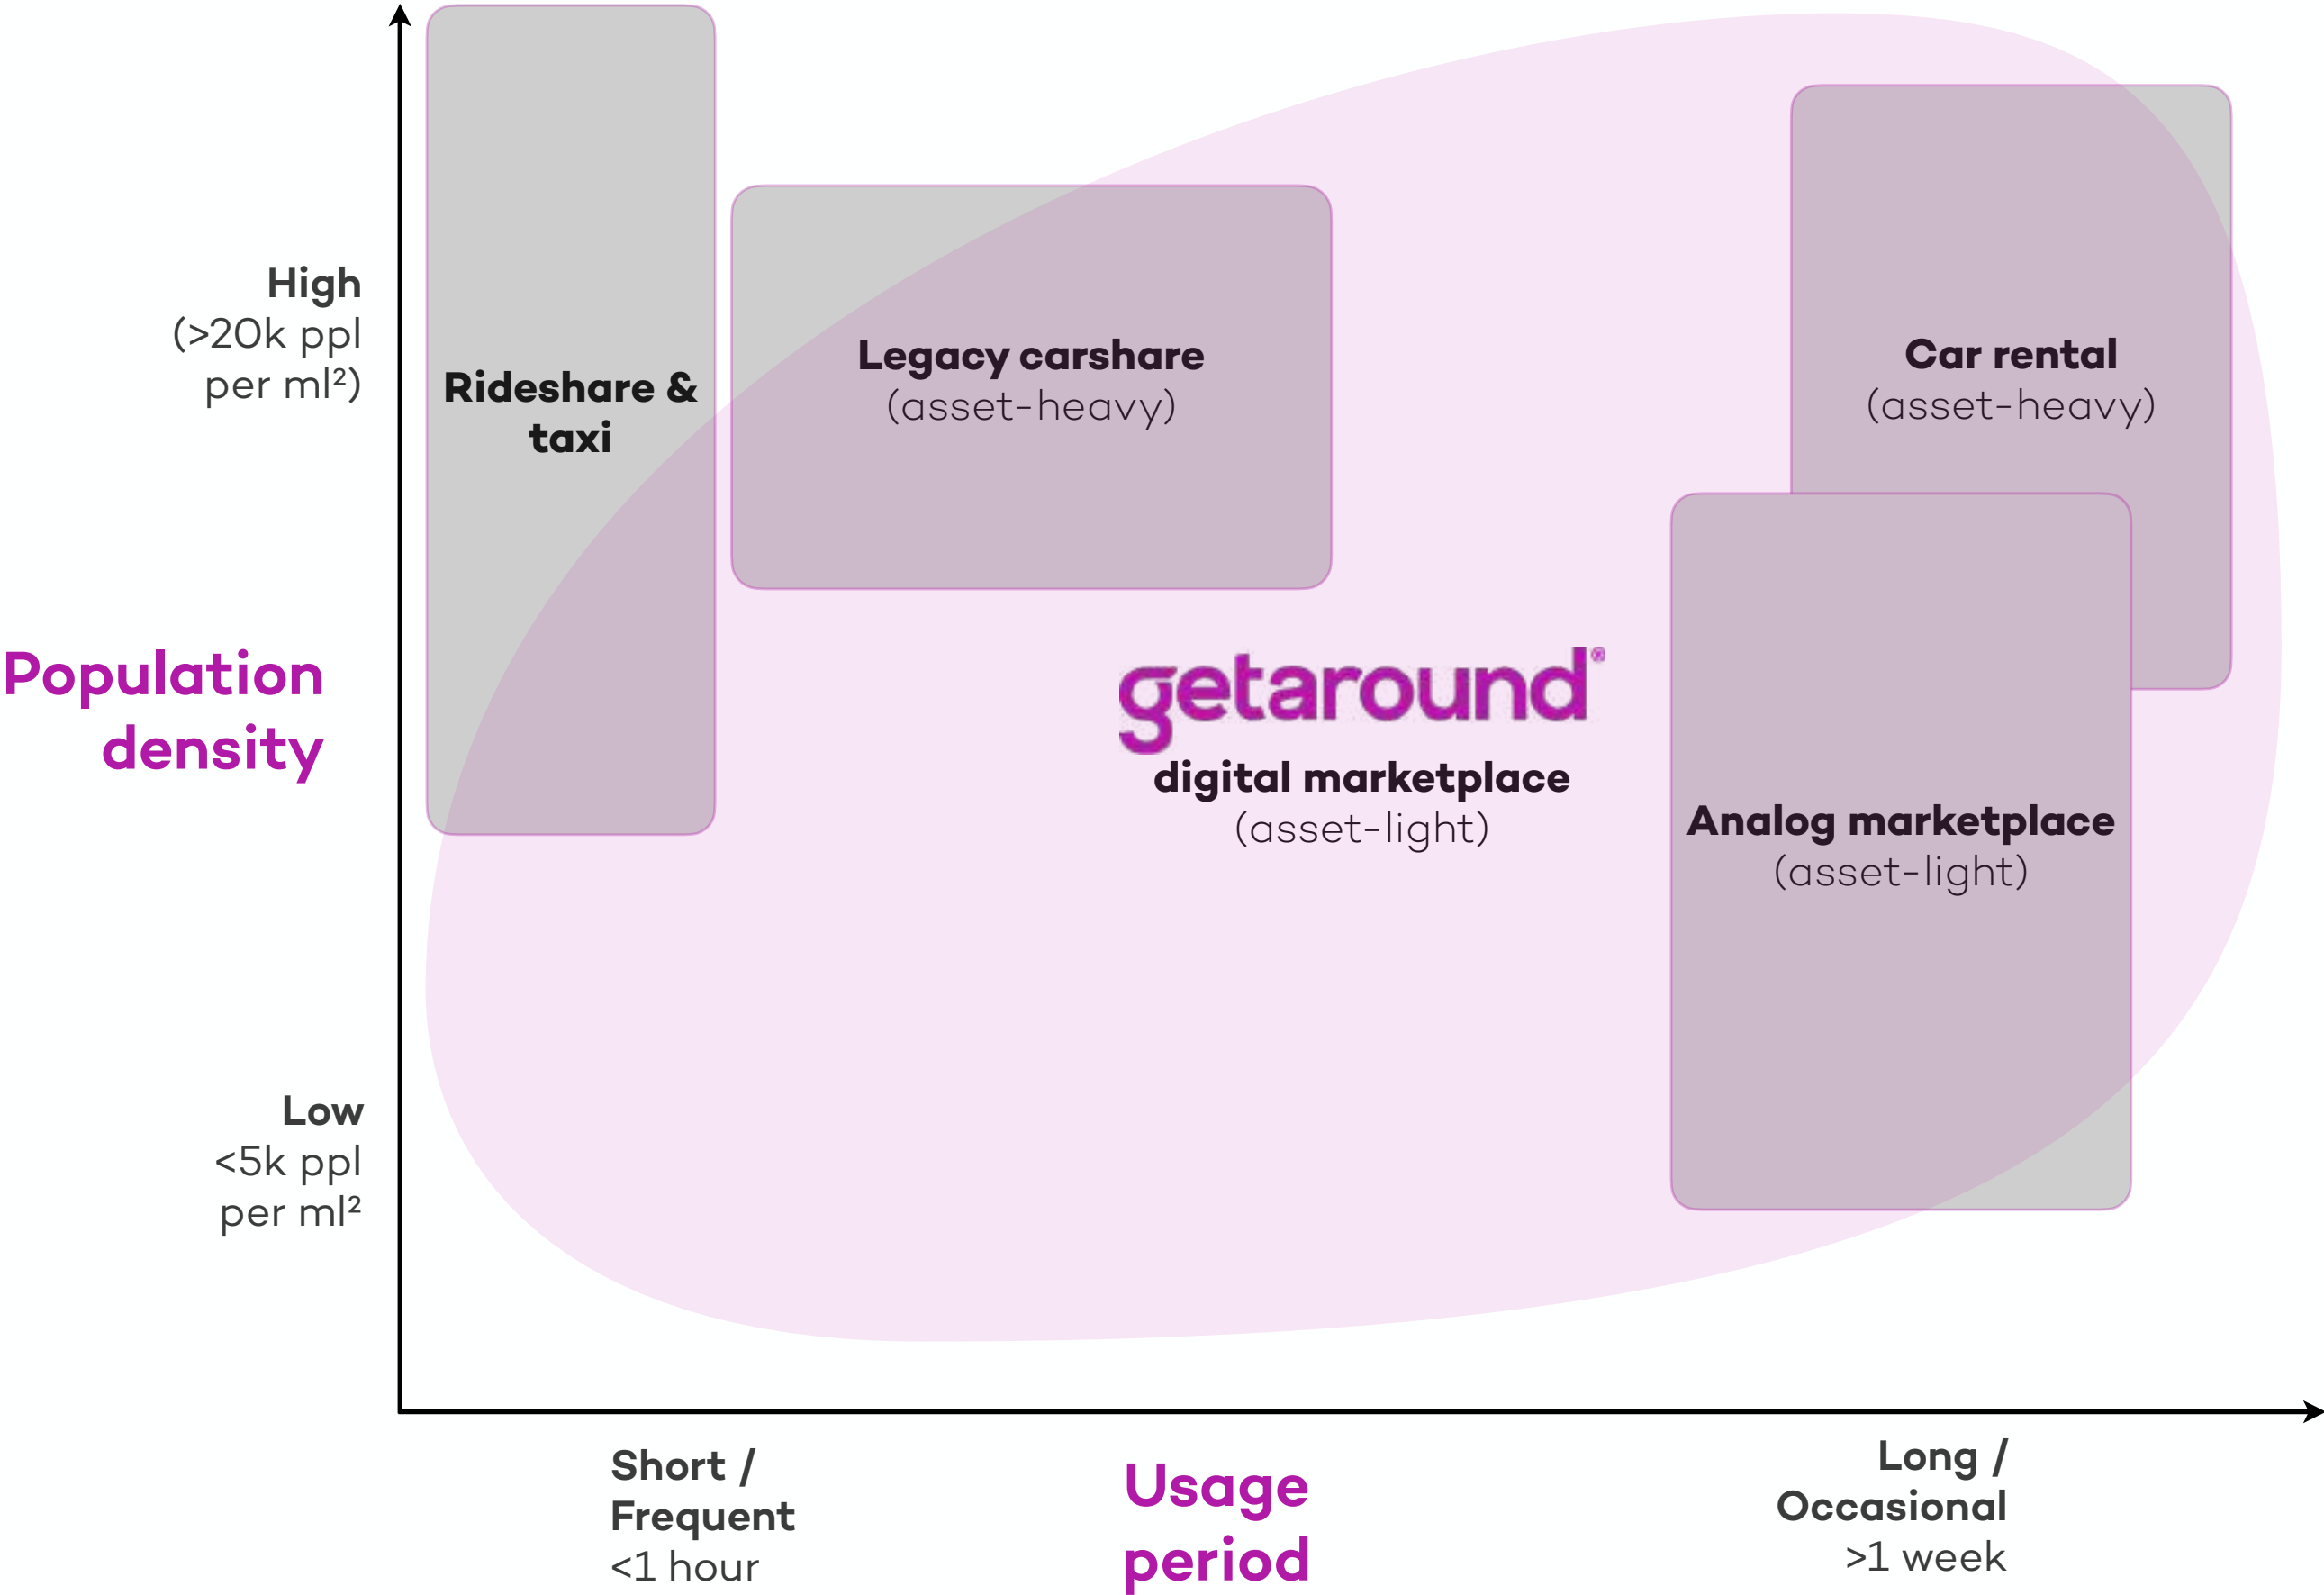 High
(>20k ppl
per ml²)
Population
density
Low
<5k ppl
per ml²
Rideshare &
taxi
Legacy carshare
(asset-heavy)
Car rental
(asset-heavy)
getaround®
digital marketplace
(asset-light)
Analog marketplace
(asset-light)
Short /
Frequent
<1 hour
Usage
period
Long /
Occasional
>1 week